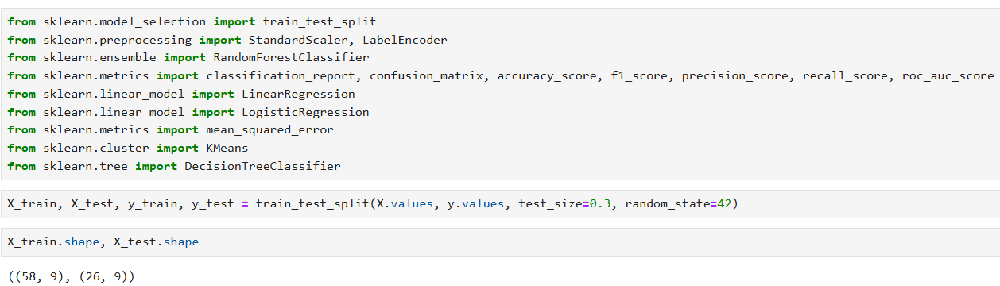 from sklearn.model_selection import train_test_split
from sklearn.preprocessing import StandardScaler, LabelEncoder
from sklearn.ensemble import RandomForestClassifier
from sklearn.metrics import classification_report, confusion_matrix, accuracy_score, f1_score, precision_score, recall_score, roc_auc_score
from sklearn.linear_model import LinearRegression
from sklearn.linear_model import LogisticRegression
from sklearn.metrics import mean_squared_error
from sklearn.cluster import KMeans
from sklearn.tree import DecisionTreeClassifier
X_train, X_test, y_train, y_test = train_test_split(X.values, y.values, test_size=0.3, random_state=42)
X_train.shape, X_test.shape
((58, 9), (26, 9))